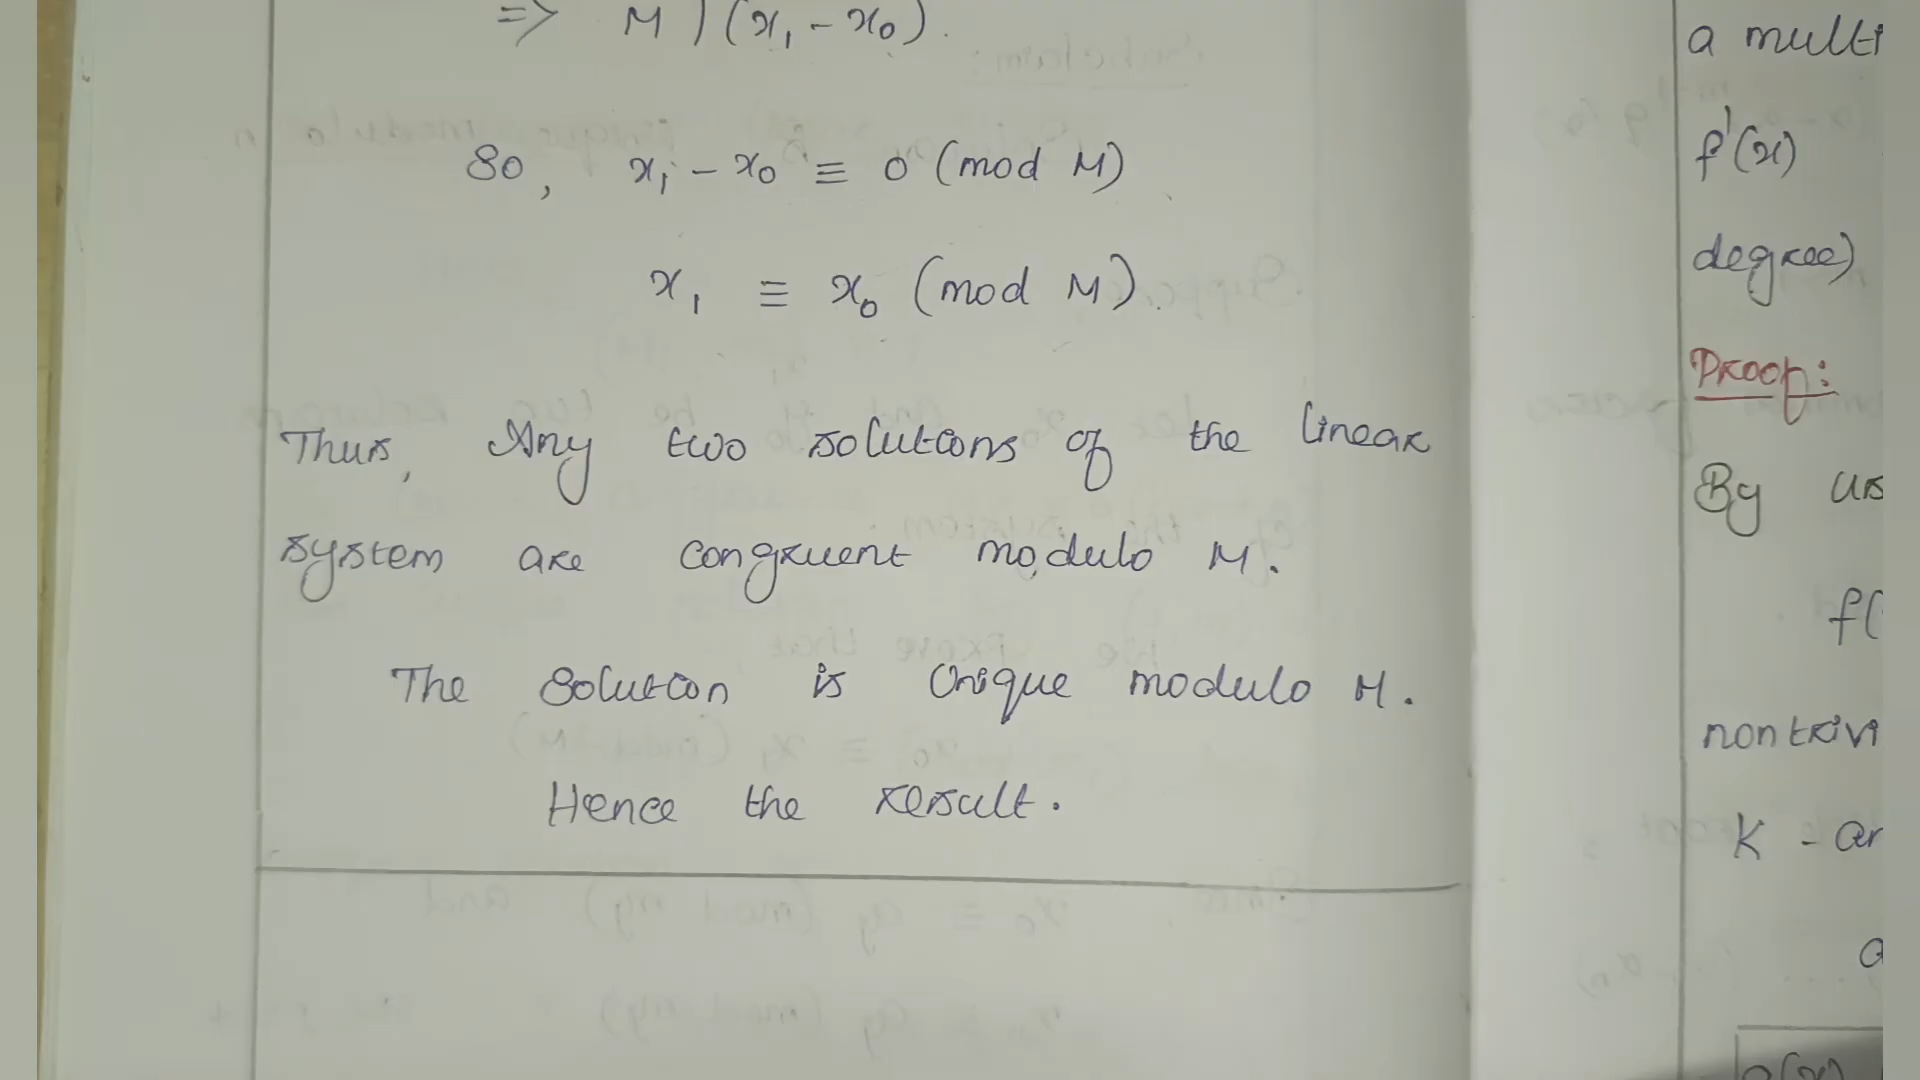 => M | (x₁ - x₀).
So, x₁ - x₀ ≡ 0 (mod M)
x₁ ≡ x₀ (mod M).
Thus, Any two solutions of the linear
system are congruent modulo M.
The Solution is Unique modulo M.
Hence the result.
a multi
f'(x)
degree)
Proof:
By us
f(
nontrivi
K - ar